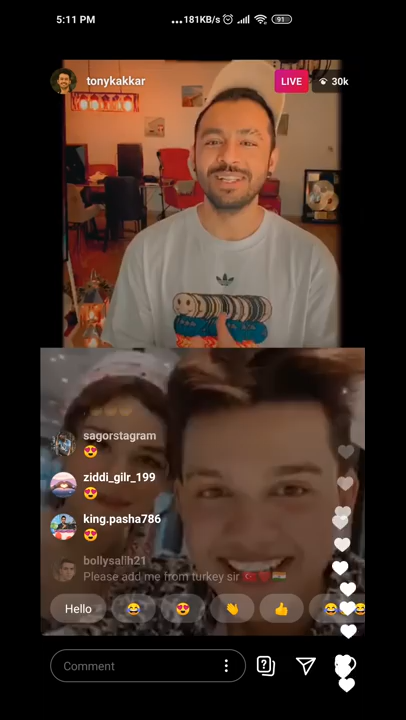 5:11 PM
...181KB/s
91
tonykakkar
LIVE
30k
sagorstagram
😍
ziddi_gilr_199
😍
king.pasha786
😍
bollysalih21
Please add me from turkey sir 🇹🇷❤️🇮🇳
Hello 😂 😍 👋 👍 😂😍
Comment